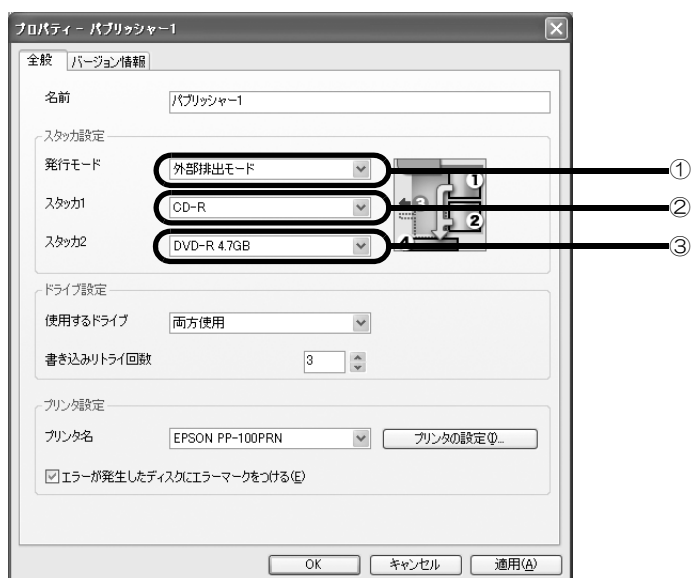 プロパティ - パブリッシャー1
全般 バージョン情報
名前 パブリッシャー1
スタッカ設定
発行モード 外部排出モード ①
スタッカ1 CD-R ②
スタッカ2 DVD-R 4.7GB ③
1
2
3
4
ドライブ設定
使用するドライブ 両方使用
書き込みリトライ回数 3
プリンタ設定
プリンタ名 EPSON PP-100PRN プリンタの設定(I)...
エラーが発生したディスクにエラーマークをつける(E)
OK キャンセル 適用(A)